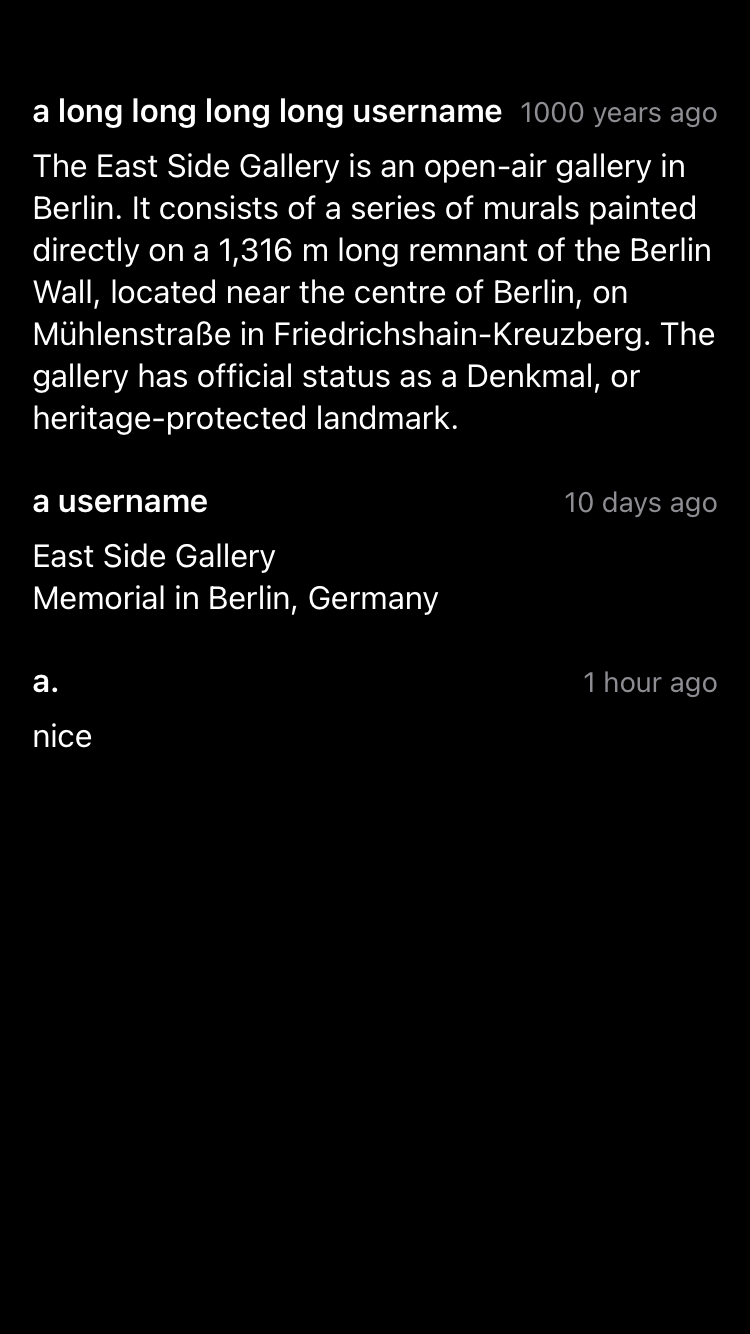 a long long long long username 1000 years ago
The East Side Gallery is an open-air gallery in
Berlin. It consists of a series of murals painted
directly on a 1,316 m long remnant of the Berlin
Wall, located near the centre of Berlin, on
Mühlenstraße in Friedrichshain-Kreuzberg. The
gallery has official status as a Denkmal, or
heritage-protected landmark.
a username 10 days ago
East Side Gallery
Memorial in Berlin, Germany
a. 1 hour ago
nice